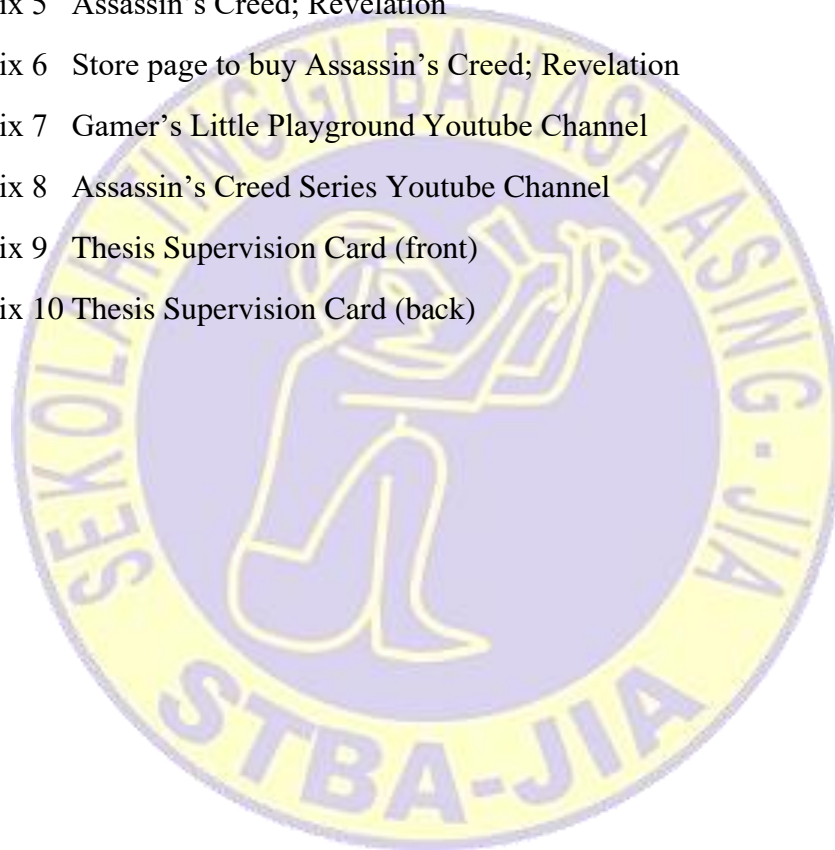 ix 5 Assassin’s Creed; Revelation
ix 6 Store page to buy Assassin’s Creed; Revelation
ix 7 Gamer’s Little Playground Youtube Channel
ix 8 Assassin’s Creed Series Youtube Channel
ix 9 Thesis Supervision Card (front)
ix 10 Thesis Supervision Card (back)
SEKOLAH TINGGI BAHASA ASING - JIA
STBA-JIA